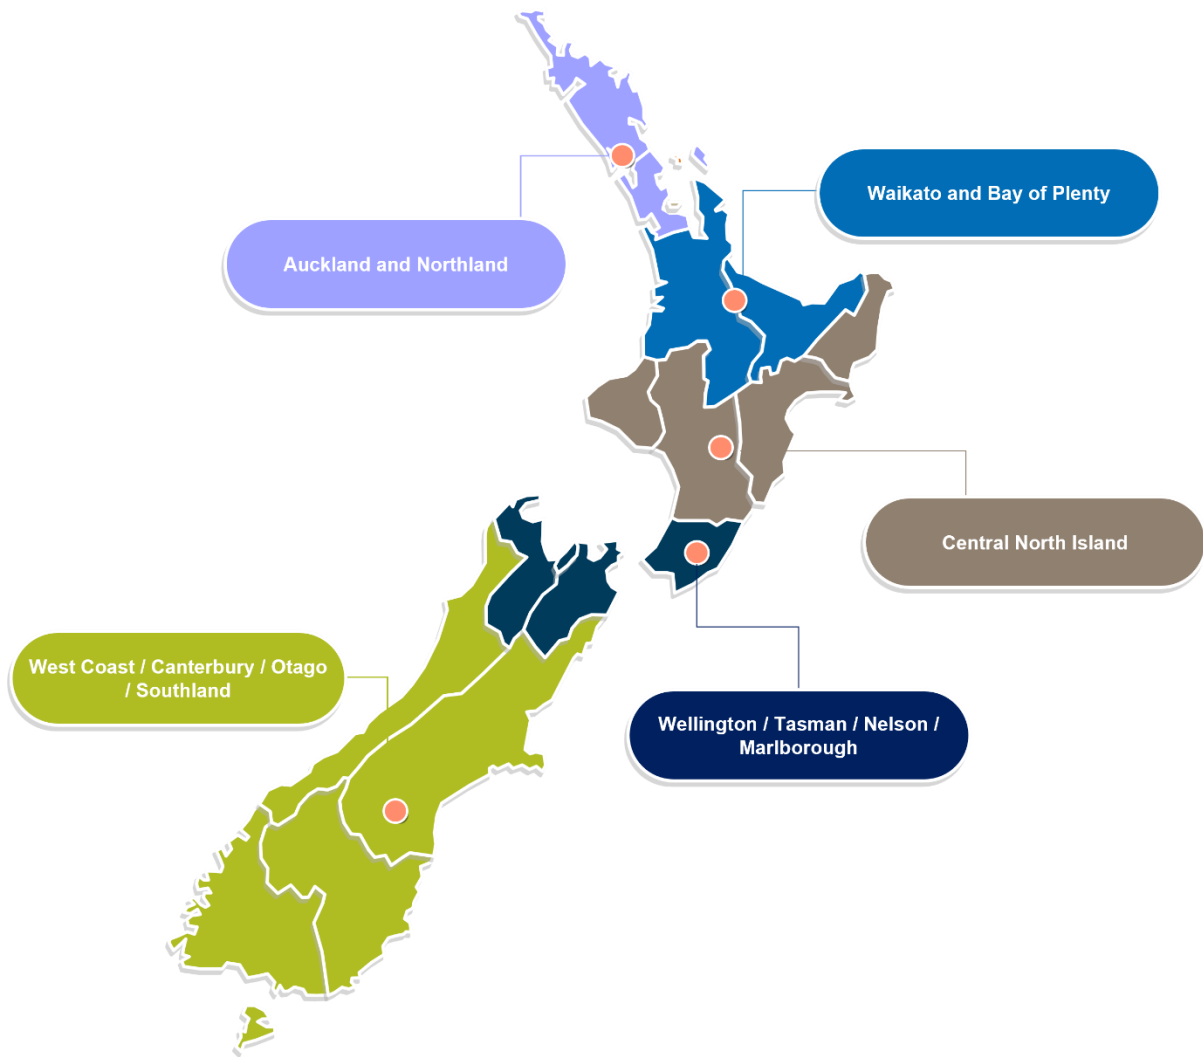 Waikato and Bay of Plenty
Auckland and Northland
Central North Island
West Coast / Canterbury / Otago
/ Southland
Wellington / Tasman / Nelson /
Marlborough